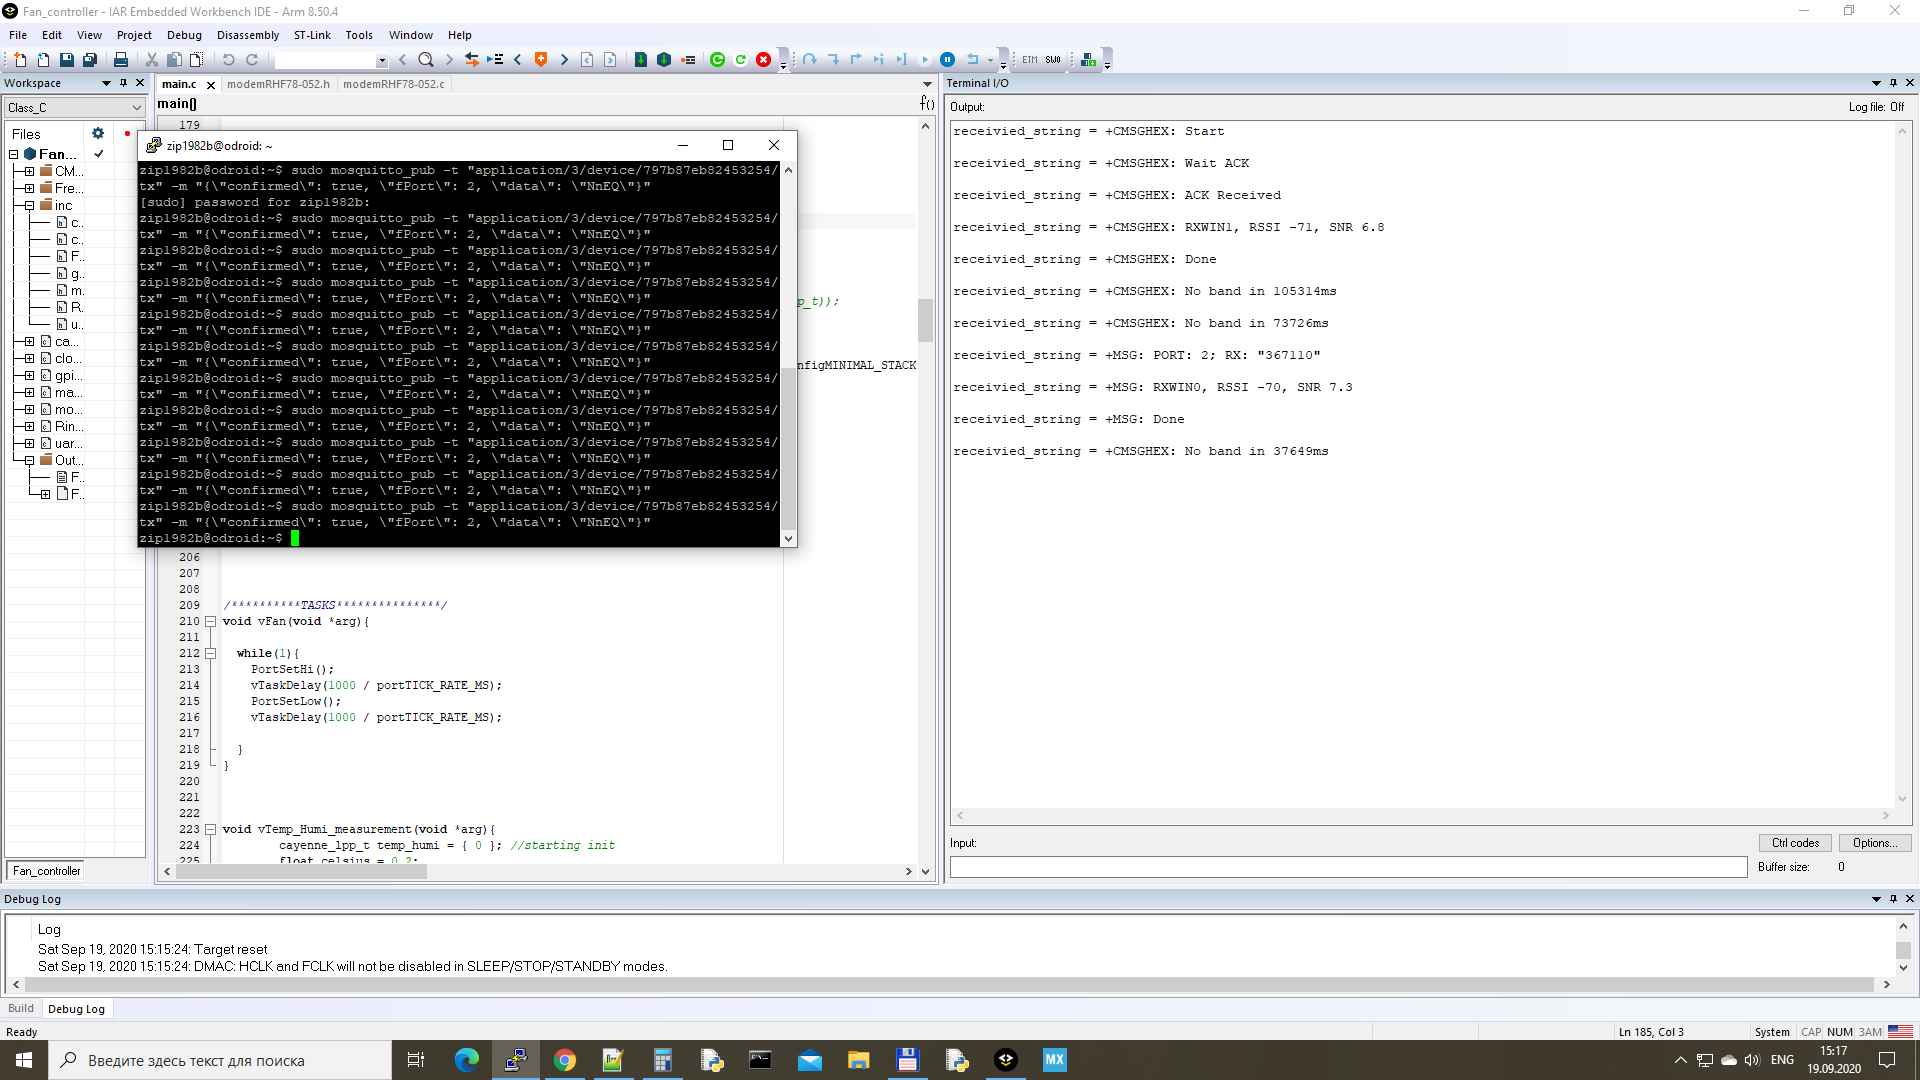 Fan_controller - IAR Embedded Workbench IDE - Arm 8.50.4
File Edit View Project Debug Disassembly ST-Link Tools Window Help
ETM SWO
Workspace
Class_C
Files
Fan...
CM...
Fre...
inc
c..
c..
F..
g..
m..
R..
u..
ca...
clo...
gpi...
ma...
mo...
Rin...
uar...
Out...
F..
F..
Fan_controller
main.c modemRHF78-052.h modemRHF78-052.c
main()
f()
179
zip1982b@odroid: ~
zip1982b@odroid:~$ sudo mosquitto_pub -t "application/3/device/797b87eb82453254/
tx" -m "{\"confirmed\": true, \"fPort\": 2, \"data\": \"NnEQ\"}"
[sudo] password for zip1982b:
zip1982b@odroid:~$ sudo mosquitto_pub -t "application/3/device/797b87eb82453254/
tx" -m "{\"confirmed\": true, \"fPort\": 2, \"data\": \"NnEQ\"}"
zip1982b@odroid:~$ sudo mosquitto_pub -t "application/3/device/797b87eb82453254/
tx" -m "{\"confirmed\": true, \"fPort\": 2, \"data\": \"NnEQ\"}"
zip1982b@odroid:~$ sudo mosquitto_pub -t "application/3/device/797b87eb82453254/
tx" -m "{\"confirmed\": true, \"fPort\": 2, \"data\": \"NnEQ\"}"
zip1982b@odroid:~$ sudo mosquitto_pub -t "application/3/device/797b87eb82453254/
tx" -m "{\"confirmed\": true, \"fPort\": 2, \"data\": \"NnEQ\"}"
zip1982b@odroid:~$ sudo mosquitto_pub -t "application/3/device/797b87eb82453254/
tx" -m "{\"confirmed\": true, \"fPort\": 2, \"data\": \"NnEQ\"}"
zip1982b@odroid:~$ sudo mosquitto_pub -t "application/3/device/797b87eb82453254/
tx" -m "{\"confirmed\": true, \"fPort\": 2, \"data\": \"NnEQ\"}"
zip1982b@odroid:~$ sudo mosquitto_pub -t "application/3/device/797b87eb82453254/
tx" -m "{\"confirmed\": true, \"fPort\": 2, \"data\": \"NnEQ\"}"
zip1982b@odroid:~$ sudo mosquitto_pub -t "application/3/device/797b87eb82453254/
tx" -m "{\"confirmed\": true, \"fPort\": 2, \"data\": \"NnEQ\"}"
zip1982b@odroid:~$ sudo mosquitto_pub -t "application/3/device/797b87eb82453254/
tx" -m "{\"confirmed\": true, \"fPort\": 2, \"data\": \"NnEQ\"}"
zip1982b@odroid:~$ sudo mosquitto_pub -t "application/3/device/797b87eb82453254/
tx" -m "{\"confirmed\": true, \"fPort\": 2, \"data\": \"NnEQ\"}"
zip1982b@odroid:~$
p_t));
nfigMINIMAL_STACK
206
207
208
209 /**********TASKS***************/
210 void vFan(void *arg){
211
212 while(1){
213 PortSetHi();
214 vTaskDelay(1000 / portTICK_RATE_MS);
215 PortSetLow();
216 vTaskDelay(1000 / portTICK_RATE_MS);
217
218 }
219 }
220
221
222
223 void vTemp_Humi_measurement(void *arg){
224 cayenne_lpp_t temp_humi = { 0 }; //starting init
225 float celsius = 0.2;
Terminal I/O
Output: Log file: Off
receivied_string = +CMSGHEX: Start
receivied_string = +CMSGHEX: Wait ACK
receivied_string = +CMSGHEX: ACK Received
receivied_string = +CMSGHEX: RXWIN1, RSSI -71, SNR 6.8
receivied_string = +CMSGHEX: Done
receivied_string = +CMSGHEX: No band in 105314ms
receivied_string = +CMSGHEX: No band in 73726ms
receivied_string = +MSG: PORT: 2; RX: "367110"
receivied_string = +MSG: RXWIN0, RSSI -70, SNR 7.3
receivied_string = +MSG: Done
receivied_string = +CMSGHEX: No band in 37649ms
Input: Ctrl codes Options...
Buffer size: 0
Debug Log
Log
Sat Sep 19, 2020 15:15:24: Target reset
Sat Sep 19, 2020 15:15:24: DMAC: HCLK and FCLK will not be disabled in SLEEP/STOP/STANDBY modes.
Build Debug Log
Ready Ln 185, Col 3 System CAP NUM ЗАМ
Введите здесь текст для поиска
MX
ENG
15:17
19.09.2020